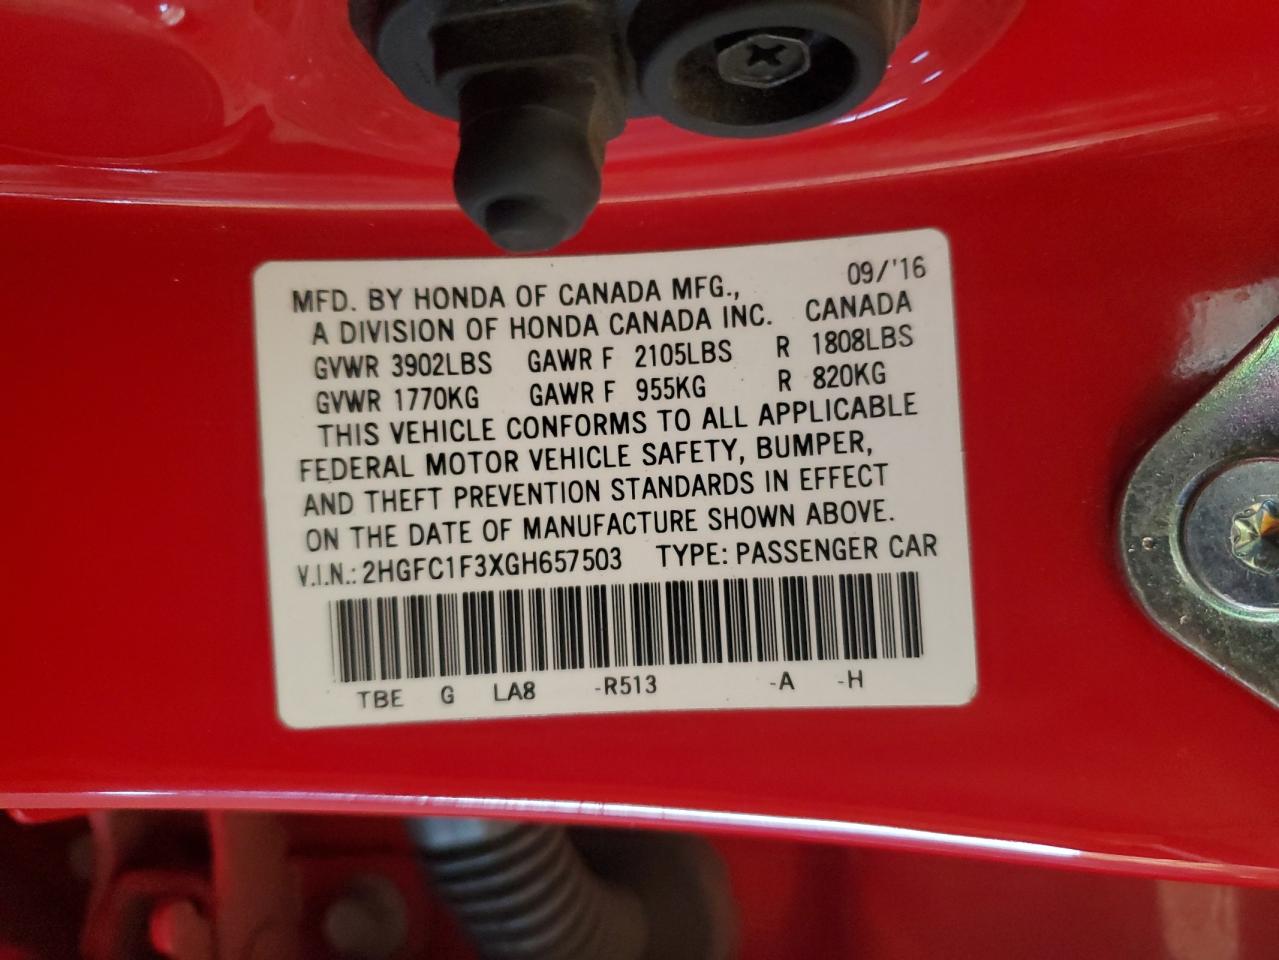 MFD. BY HONDA OF CANADA MFG., 09/'16
A DIVISION OF HONDA CANADA INC. CANADA
GVWR 3902LBS GAWR F 2105LBS R 1808LBS
GVWR 1770KG GAWR F 955KG R 820KG
THIS VEHICLE CONFORMS TO ALL APPLICABLE
FEDERAL MOTOR VEHICLE SAFETY, BUMPER,
AND THEFT PREVENTION STANDARDS IN EFFECT
ON THE DATE OF MANUFACTURE SHOWN ABOVE.
V.I.N.: 2HGFC1F3XGH657503 TYPE: PASSENGER CAR
TBE G LA8 -R513 -A -H